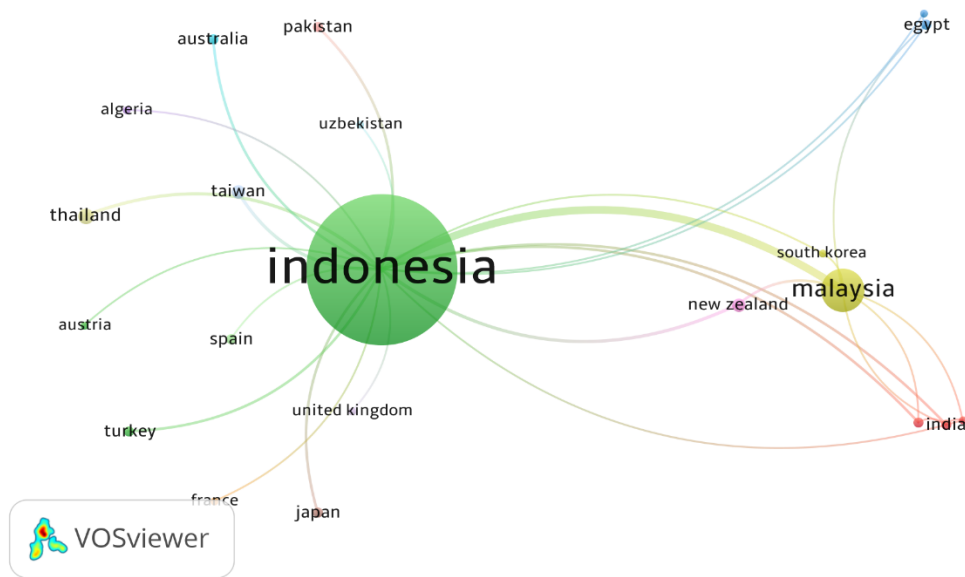 egypt
pakistan
australia
algeria
uzbekistan
taiwan
thailand
south korea
indonesia
malaysia
new zealand
austria
spain
united kingdom
india
turkey
france
japan
VOSviewer